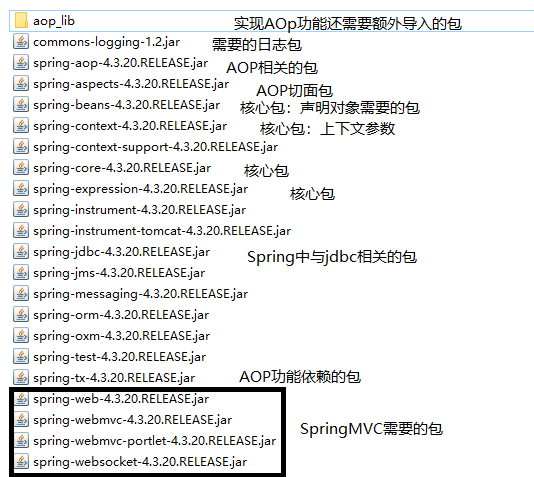 aop_lib 实现AOp功能还需要额外导入的包
commons-logging-1.2.jar 需要的日志包
spring-aop-4.3.20.RELEASE.jar AOP相关的包
spring-aspects-4.3.20.RELEASE.jar AOP切面包
spring-beans-4.3.20.RELEASE.jar 核心包：声明对象需要的包
spring-context-4.3.20.RELEASE.jar 核心包：上下文参数
spring-context-support-4.3.20.RELEASE.jar
spring-core-4.3.20.RELEASE.jar 核心包
spring-expression-4.3.20.RELEASE.jar 核心包
spring-instrument-4.3.20.RELEASE.jar
spring-instrument-tomcat-4.3.20.RELEASE.jar
spring-jdbc-4.3.20.RELEASE.jar Spring中与jdbc相关的包
spring-jms-4.3.20.RELEASE.jar
spring-messaging-4.3.20.RELEASE.jar
spring-orm-4.3.20.RELEASE.jar
spring-oxm-4.3.20.RELEASE.jar
spring-test-4.3.20.RELEASE.jar
spring-tx-4.3.20.RELEASE.jar AOP功能依赖的包
spring-web-4.3.20.RELEASE.jar
spring-webmvc-4.3.20.RELEASE.jar SpringMVC需要的包
spring-webmvc-portlet-4.3.20.RELEASE.jar
spring-websocket-4.3.20.RELEASE.jar